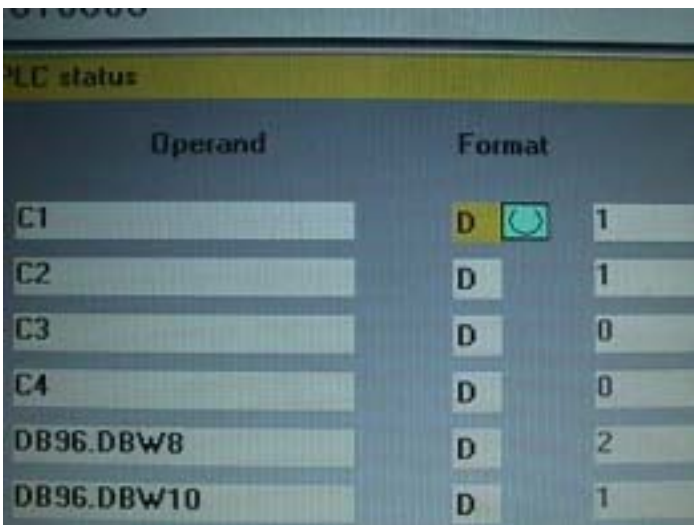 PLC status
Operand Format
C1 D 1
C2 D 1
C3 D 0
C4 D 0
DB96.DBW8 D 2
DB96.DBW10 D 1